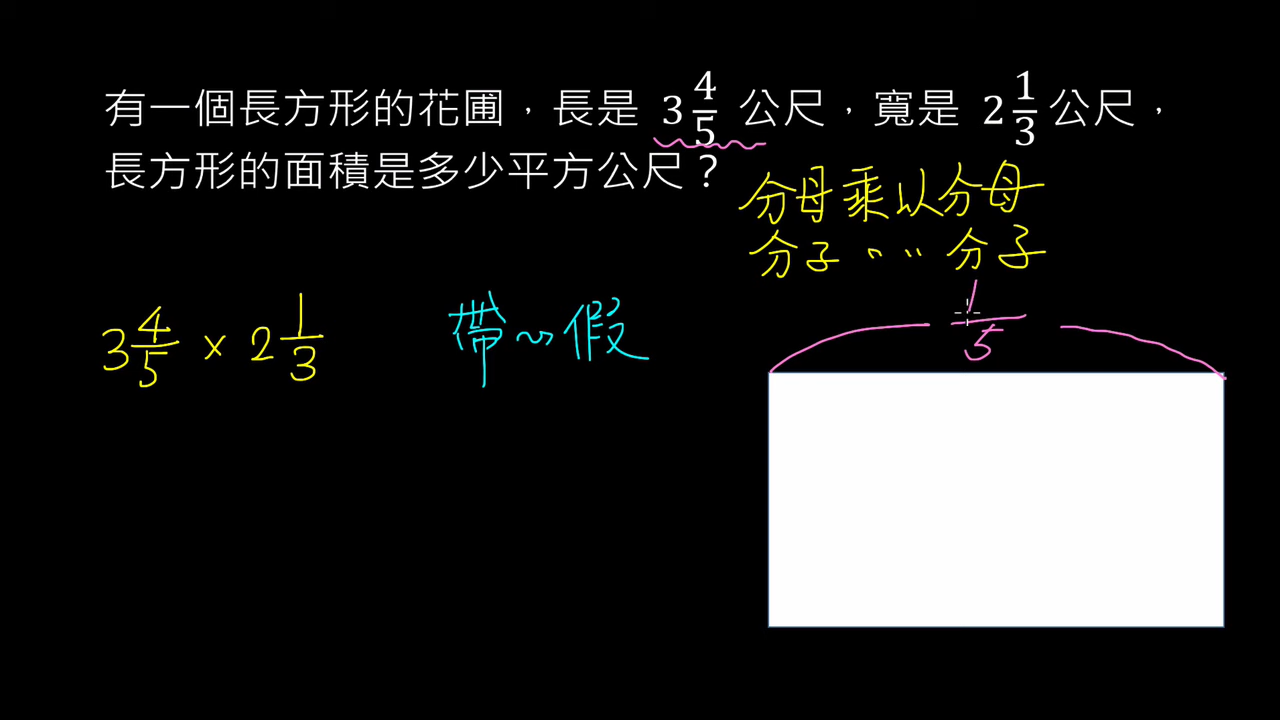 有一個長方形的花圃，長是 3 4/5 公尺，寬是 2 1/3 公尺，
長方形的面積是多少平方公尺？
分母乘以分母
分子 〃 〃 分子
3 4/5 × 2 1/3
帶～假
1/5